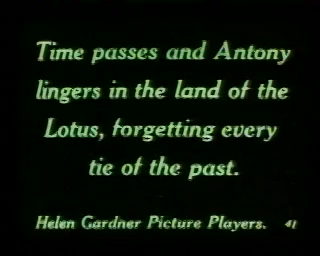 Time passes and Antony
lingers in the land of the
Lotus, forgetting every
tie of the past.
Helen Gardner Picture Players. 41